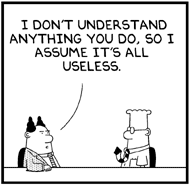 I DON'T UNDERSTAND
ANYTHING YOU DO, SO I
ASSUME IT'S ALL
USELESS.